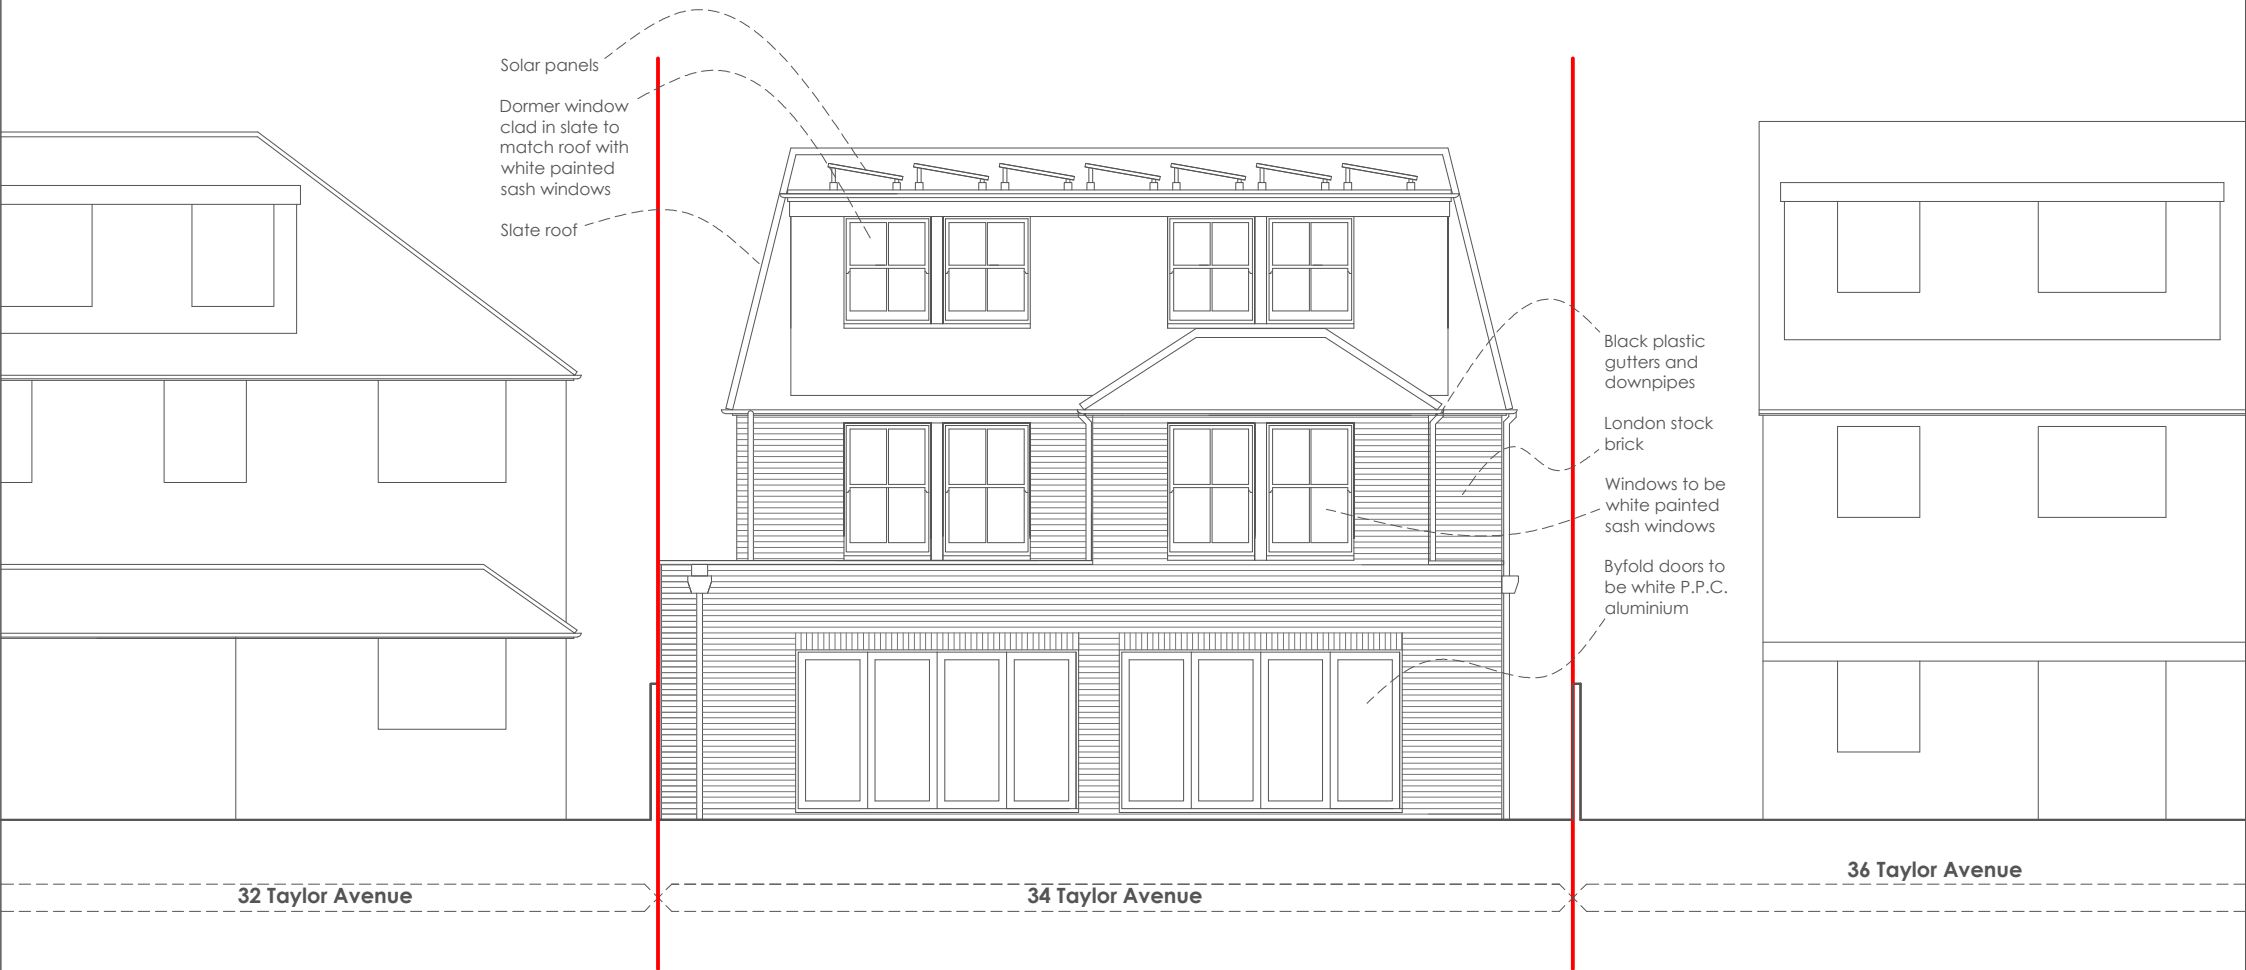 Solar panels
Dormer window
clad in slate to
match roof with
white painted
sash windows
Slate roof
Black plastic
gutters and
downpipes
London stock
brick
Windows to be
white painted
sash windows
Byfold doors to
be white P.P.C.
aluminium
32 Taylor Avenue
34 Taylor Avenue
36 Taylor Avenue